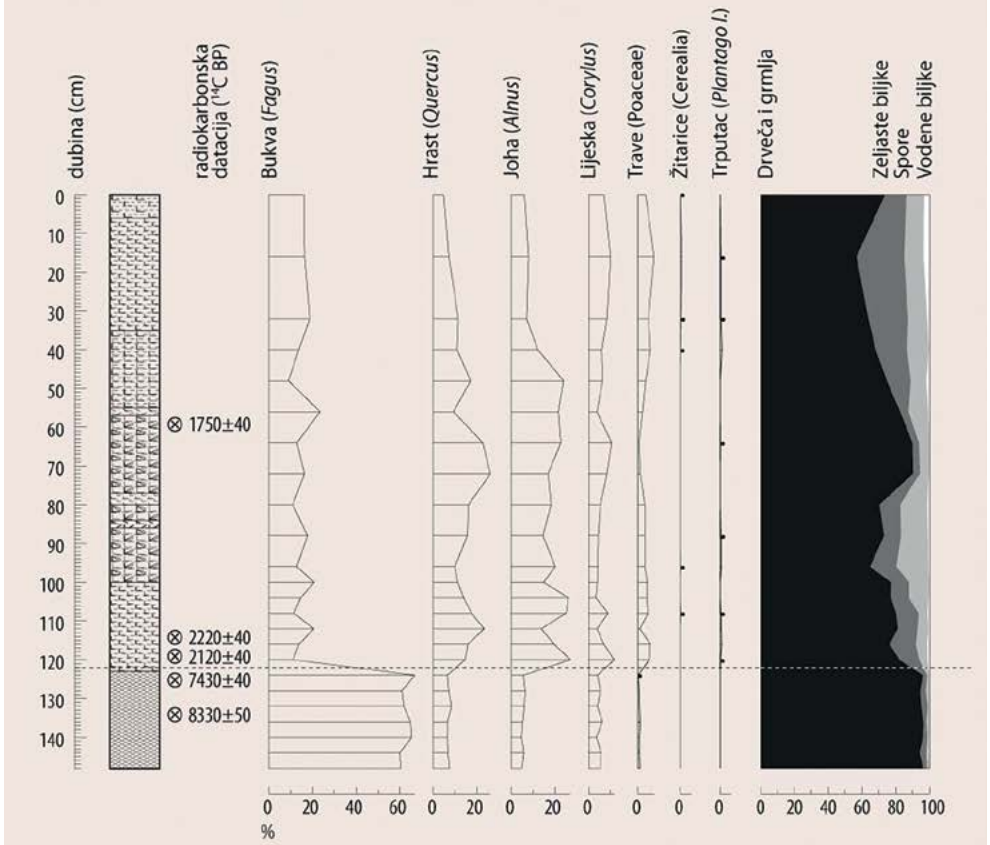 dubina (cm)
radiokarbonska
datacija (¹⁴C BP)
Bukva (Fagus)
Hrast (Quercus)
Joha (Alnus)
Lijeska (Corylus)
Trave (Poaceae)
Žitarice (Cerealia)
Trputac (Plantago l.)
Drveća i grmlja
Zeljaste biljke
Spore
Vodene biljke
0
10
20
30
40
50
60
70
80
90
100
110
120
130
140
⊗ 1750±40
⊗ 2220±40
⊗ 2120±40
⊗ 7430±40
⊗ 8330±50
0 20 40 60 0 20 0 20 0 0 0 0 0 20 40 60 80 100
%